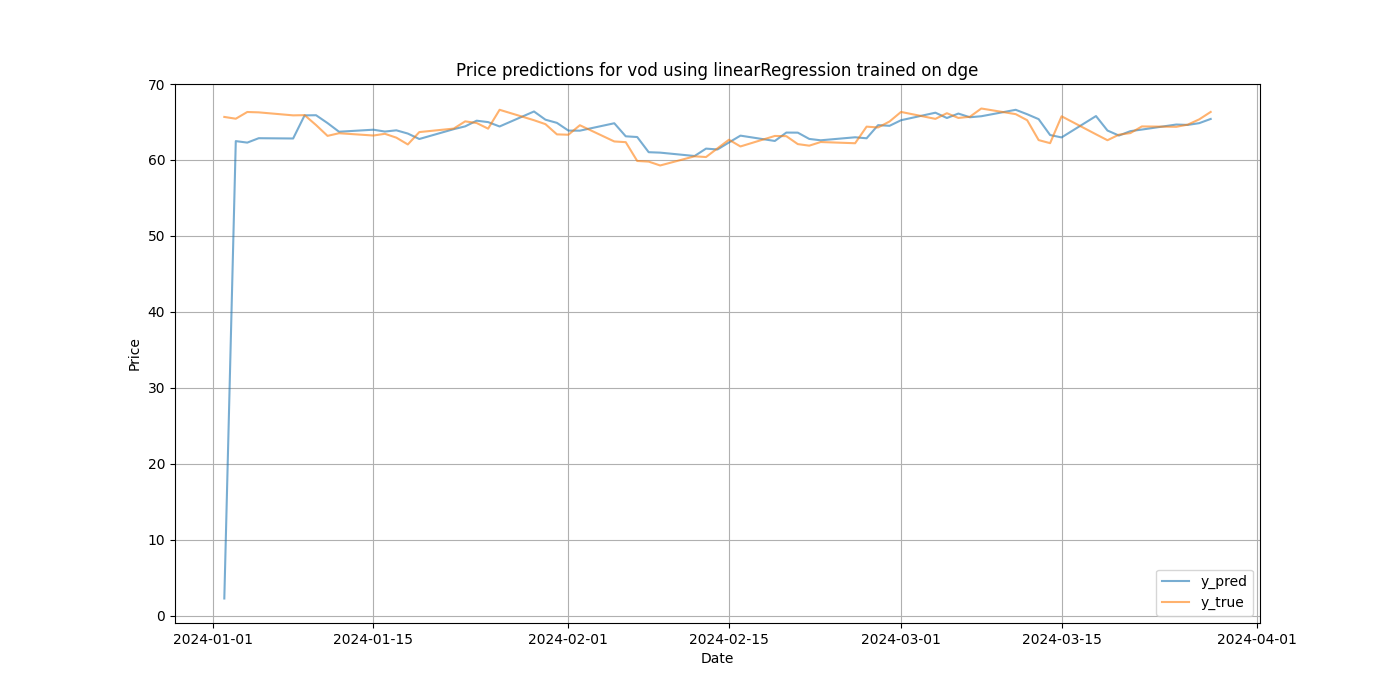 Price predictions for vod using linearRegression trained on dge
70
60
50
40
30
20
10
0
Price
2024-01-01 2024-01-15 2024-02-01 2024-02-15 2024-03-01 2024-03-15 2024-04-01
Date
y_pred
y_true